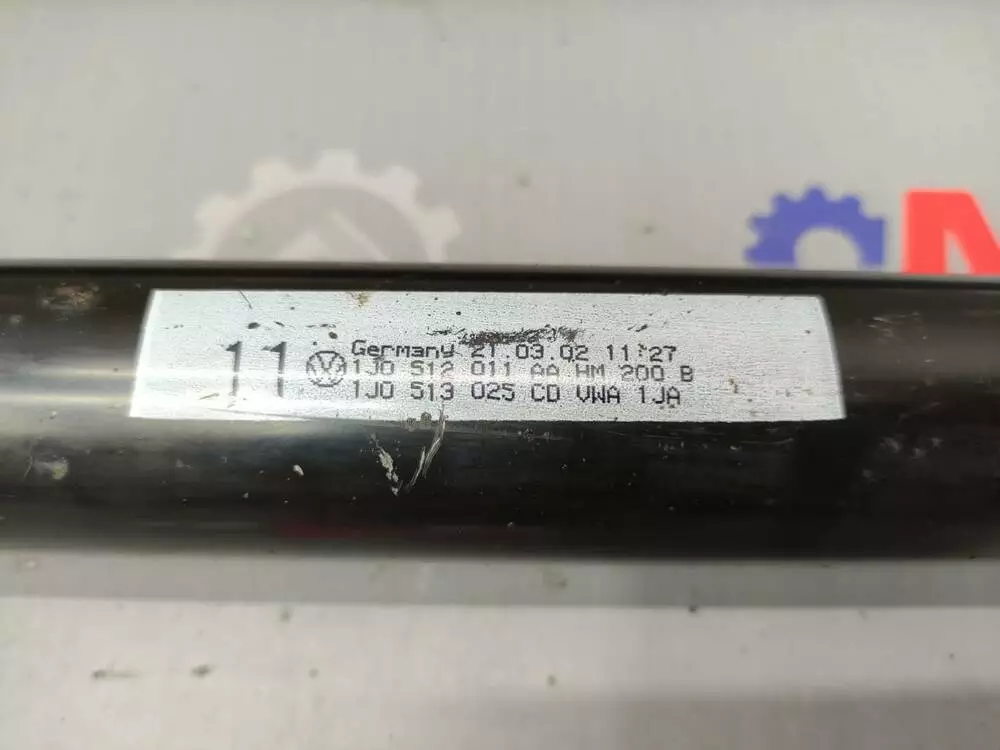 11
Germany 21.03.02 11:27
1J0 512 011 AA HM 200 B
1J0 513 025 CD VWA 1JA